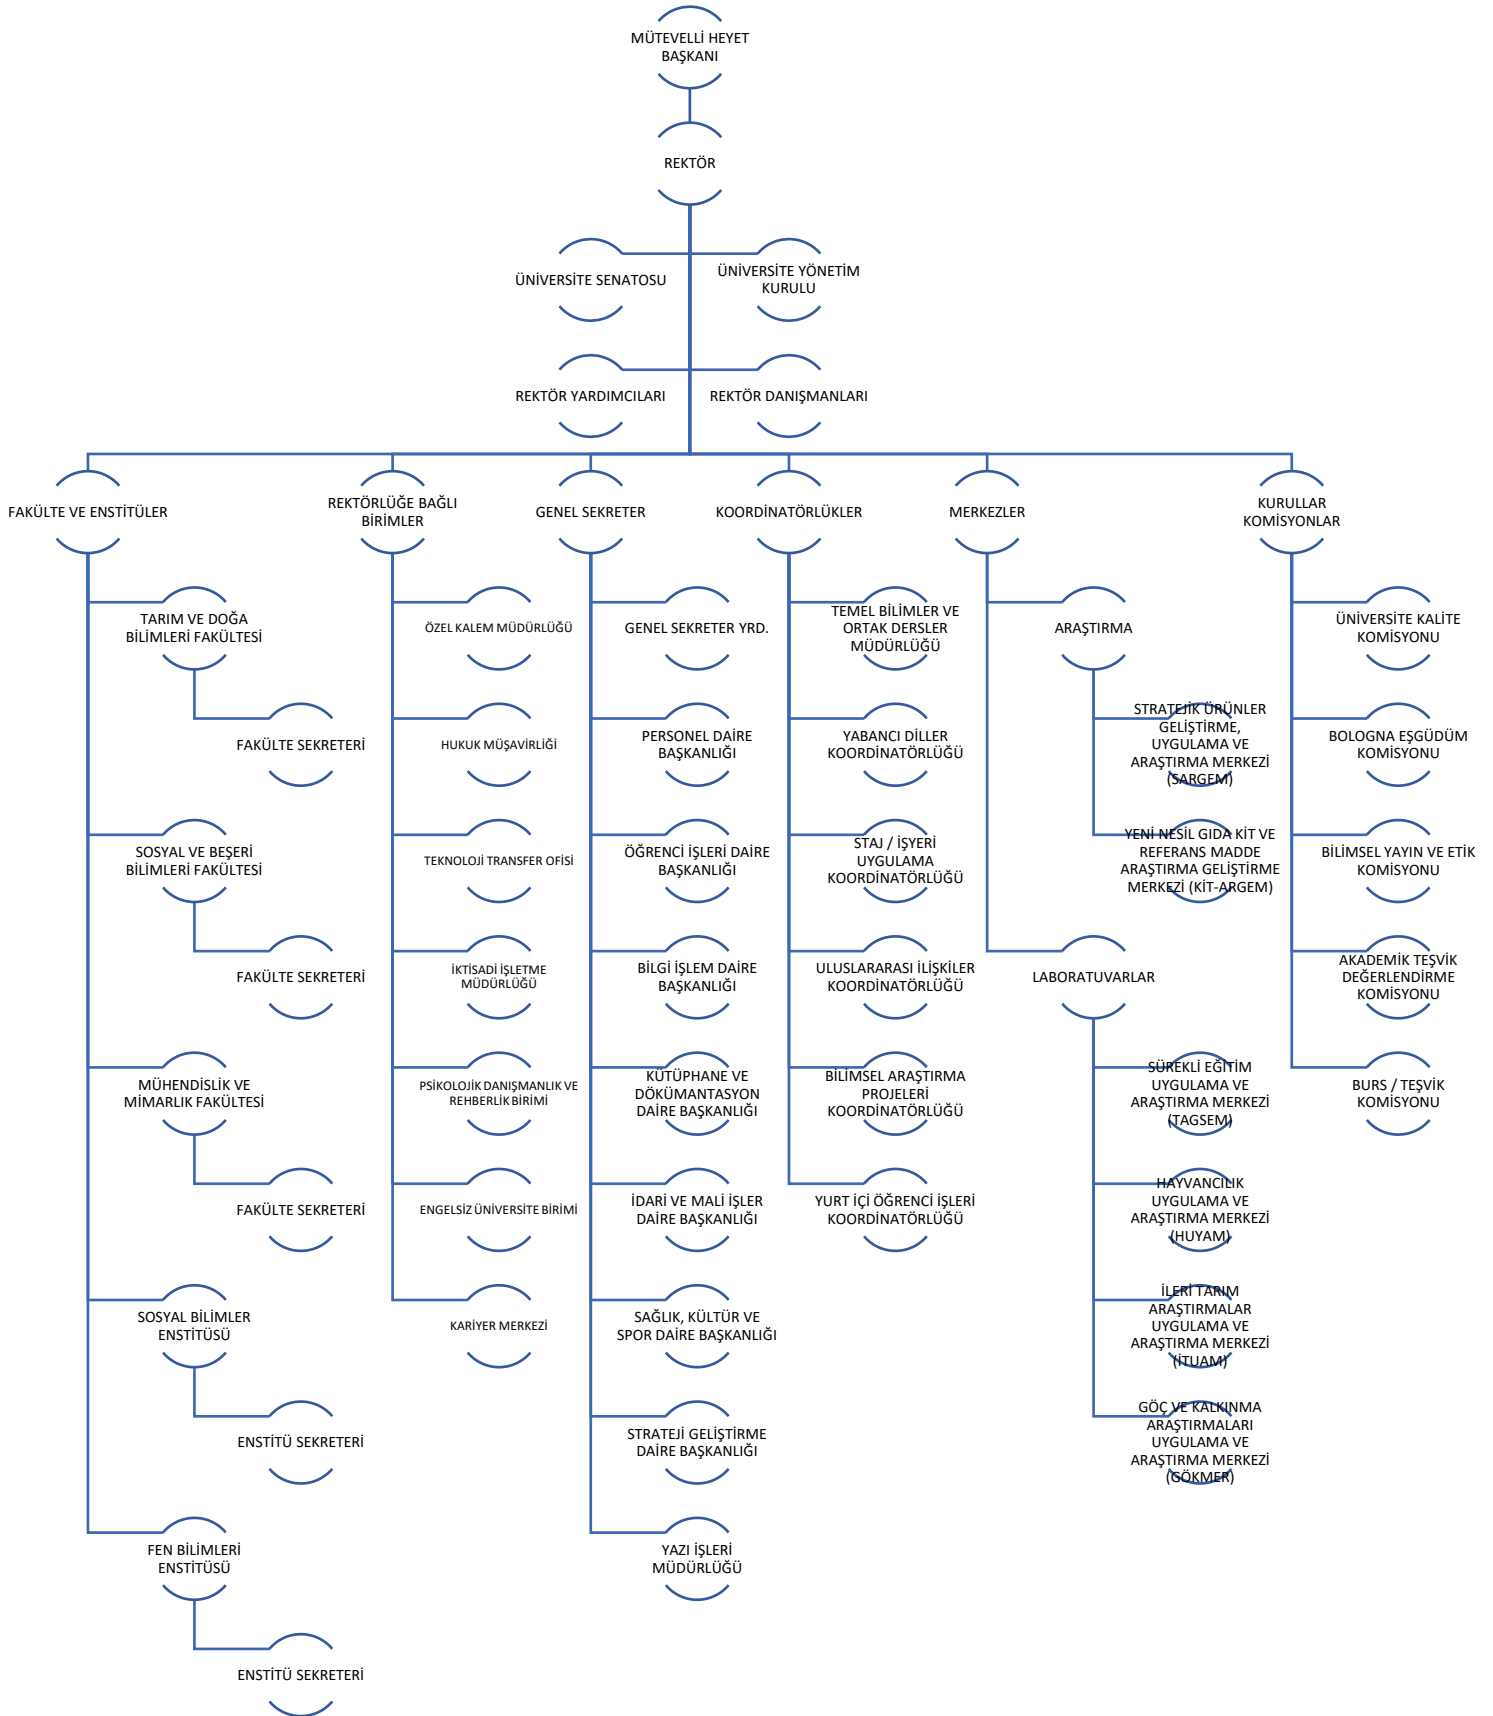 MÜTEVELLİ HEYET
BAŞKANI
REKTÖR
ÜNİVERSİTE SENATOSU
ÜNİVERSİTE YÖNETİM
KURULU
REKTÖR YARDIMCILARI
REKTÖR DANIŞMANLARI
FAKÜLTE VE ENSTİTÜLER
TARIM VE DOĞA
BİLİMLERİ FAKÜLTESİ
FAKÜLTE SEKRETERİ
SOSYAL VE BEŞERİ
BİLİMLERİ FAKÜLTESİ
FAKÜLTE SEKRETERİ
MÜHENDİSLİK VE
MİMARLIK FAKÜLTESİ
FAKÜLTE SEKRETERİ
SOSYAL BİLİMLER
ENSTİTÜSÜ
ENSTİTÜ SEKRETERİ
FEN BİLİMLERİ
ENSTİTÜSÜ
ENSTİTÜ SEKRETERİ
REKTÖRLÜĞE BAĞLI
BİRİMLER
ÖZEL KALEM MÜDÜRLÜĞÜ
HUKUK MÜŞAVİRLİĞİ
TEKNOLOJİ TRANSFER OFİSİ
İKTİSADİ İŞLETME
MÜDÜRLÜĞÜ
PSİKOLOJİK DANIŞMANLIK VE
REHBERLİK BİRİMİ
ENGELSİZ ÜNİVERSİTE BİRİMİ
KARİYER MERKEZİ
GENEL SEKRETER
GENEL SEKRETER YRD.
PERSONEL DAİRE
BAŞKANLIĞI
ÖĞRENCİ İŞLERİ DAİRE
BAŞKANLIĞI
BİLGİ İŞLEM DAİRE
BAŞKANLIĞI
KÜTÜPHANE VE
DÖKÜMANTASYON
DAİRE BAŞKANLIĞI
İDARİ VE MALİ İŞLER
DAİRE BAŞKANLIĞI
SAĞLIK, KÜLTÜR VE
SPOR DAİRE BAŞKANLIĞI
STRATEJİ GELİŞTİRME
DAİRE BAŞKANLIĞI
YAZI İŞLERİ
MÜDÜRLÜĞÜ
KOORDİNATÖRLÜKLER
TEMEL BİLİMLER VE
ORTAK DERSLER
MÜDÜRLÜĞÜ
YABANCI DİLLER
KOORDİNATÖRLÜĞÜ
STAJ / İŞYERİ
UYGULAMA
KOORDİNATÖRLÜĞÜ
ULUSLARARASI İLİŞKİLER
KOORDİNATÖRLÜĞÜ
BİLİMSEL ARAŞTIRMA
PROJELERİ
KOORDİNATÖRLÜĞÜ
YURT İÇİ ÖĞRENCİ İŞLERİ
KOORDİNATÖRLÜĞÜ
MERKEZLER
ARAŞTIRMA
STRATEJİK ÜRÜNLER
GELİŞTİRME,
UYGULAMA VE
ARAŞTIRMA MERKEZİ
(SARGEM)
YENİ NESİL GIDA KİT VE
REFERANS MADDE
ARAŞTIRMA GELİŞTİRME
MERKEZİ (KİT-ARGEM)
LABORATUVARLAR
SÜREKLİ EĞİTİM
UYGULAMA VE
ARAŞTIRMA MERKEZİ
(TAGSEM)
HAYVANCILIK
UYGULAMA VE
ARAŞTIRMA MERKEZİ
(HUYAM)
İLERİ TARIM
ARAŞTIRMALAR
UYGULAMA VE
ARAŞTIRMA MERKEZİ
(İTUAM)
GÖÇ VE KALKINMA
ARAŞTIRMALARI
UYGULAMA VE
ARAŞTIRMA MERKEZİ
(GÖKMER)
KURULLAR
KOMİSYONLAR
ÜNİVERSİTE KALİTE
KOMİSYONU
BOLOGNA EŞGÜDÜM
KOMİSYONU
BİLİMSEL YAYIN VE ETİK
KOMİSYONU
AKADEMİK TEŞVİK
DEĞERLENDİRME
KOMİSYONU
BURS / TEŞVİK
KOMİSYONU